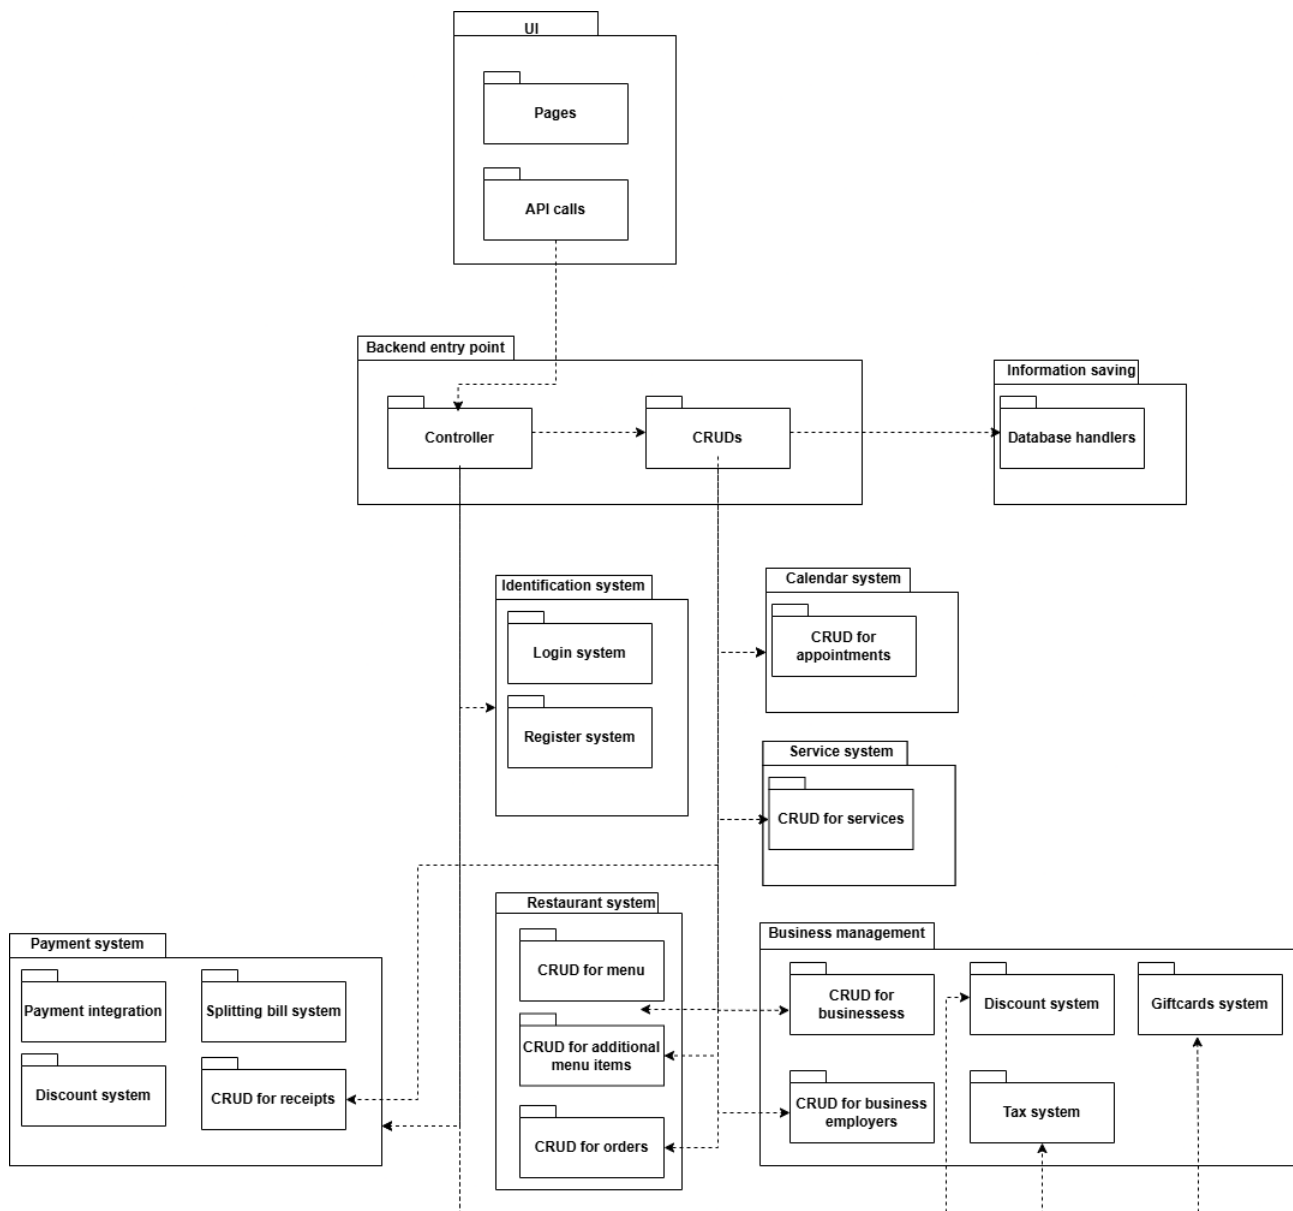 UI
Pages
API calls
Backend entry point
Controller
CRUDs
Information saving
Database handlers
Identification system
Login system
Register system
Calendar system
CRUD for
appointments
Service system
CRUD for services
Payment system
Payment integration
Splitting bill system
Discount system
CRUD for receipts
Restaurant system
CRUD for menu
CRUD for additional
menu items
CRUD for orders
Business management
CRUD for
businessess
Discount system
Giftcards system
CRUD for business
employers
Tax system